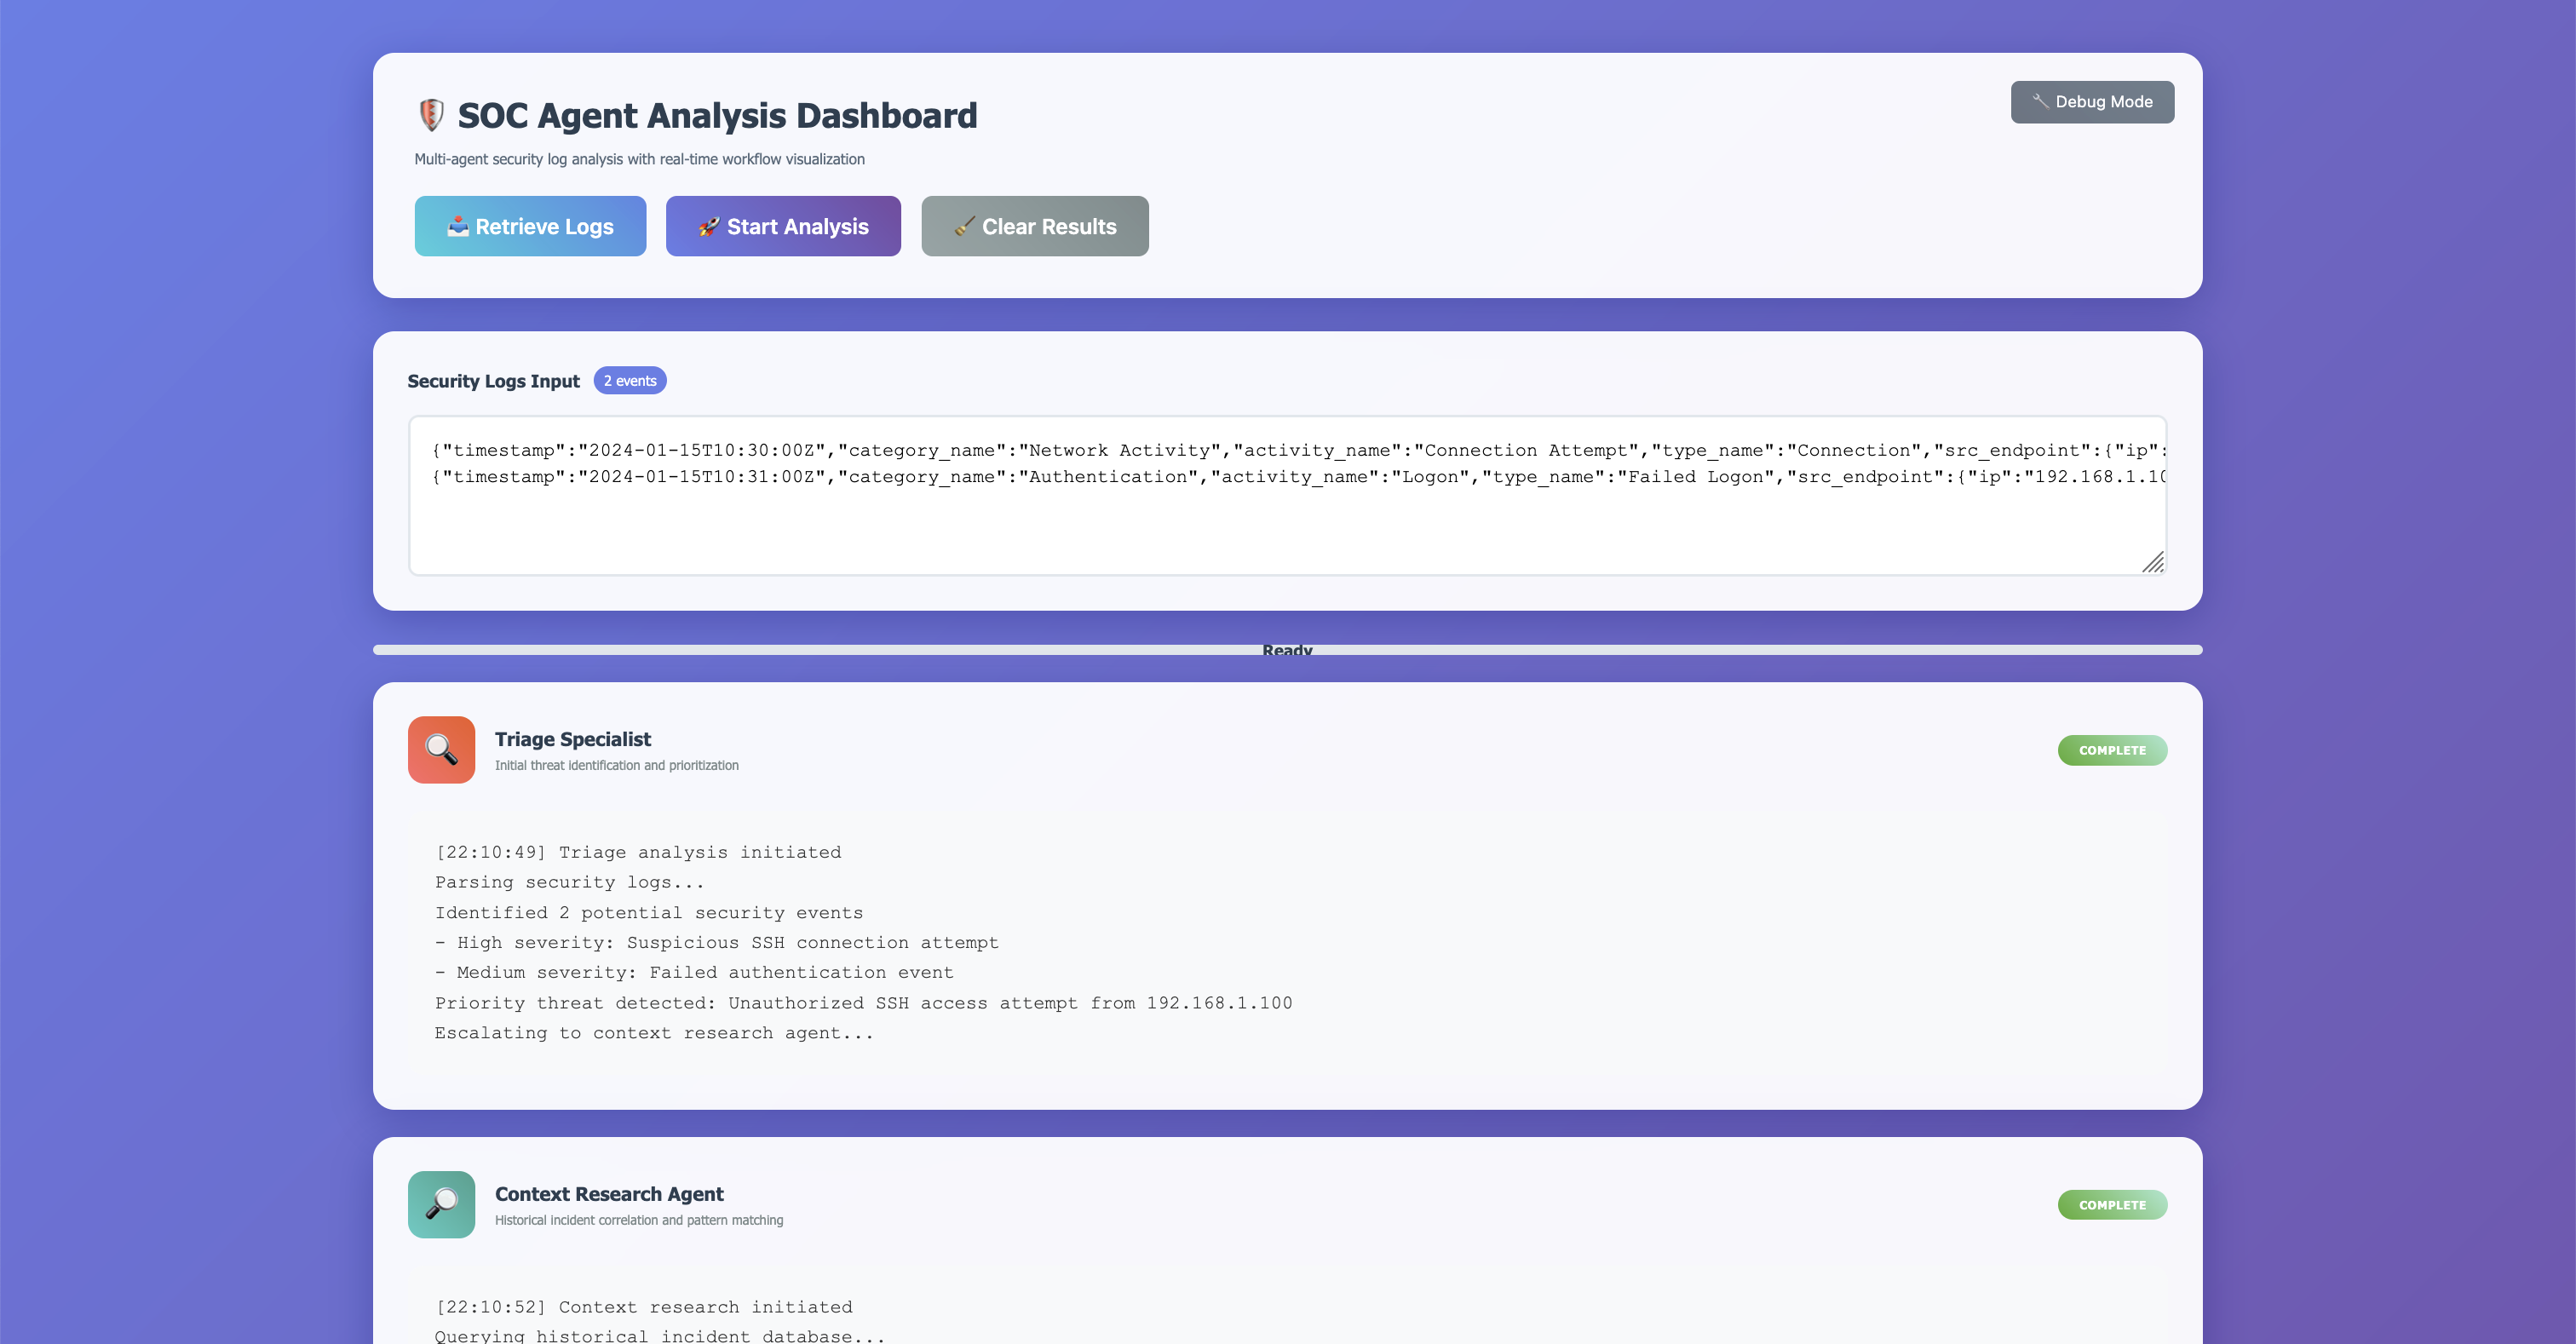 SOC Agent Analysis Dashboard
Debug Mode
Multi-agent security log analysis with real-time workflow visualization
Retrieve Logs
Start Analysis
Clear Results
Security Logs Input
2 events
{"timestamp":"2024-01-15T10:30:00Z","category_name":"Network Activity","activity_name":"Connection Attempt","type_name":"Connection","src_endpoint":{"ip":
{"timestamp":"2024-01-15T10:31:00Z","category_name":"Authentication","activity_name":"Logon","type_name":"Failed Logon","src_endpoint":{"ip":"192.168.1.10
Ready
Triage Specialist
Initial threat identification and prioritization
COMPLETE
[22:10:49] Triage analysis initiated
Parsing security logs...
Identified 2 potential security events
- High severity: Suspicious SSH connection attempt
- Medium severity: Failed authentication event
Priority threat detected: Unauthorized SSH access attempt from 192.168.1.100
Escalating to context research agent...
Context Research Agent
Historical incident correlation and pattern matching
COMPLETE
[22:10:52] Context research initiated
Querying historical incident database...